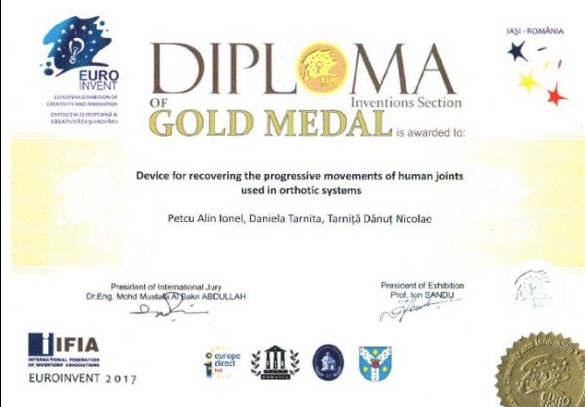 EURO
INVENT
EUROPEAN EXHIBITION OF
CREATIVITY AND INNOVATION
EXPOZIȚIA EUROPEANĂ A
CREATIVITĂȚII ȘI INOVĂRII
IAȘI - ROMÂNIA
DIPLOMA
OF
Inventions Section
GOLD MEDAL is awarded to:
Device for recovering the progressive movements of human joints
used in orthotic systems
Petcu Alin Ionel, Daniela Tarnita, Tarniță Dănuț Nicolae
President of International Jury
Dr.Eng. Mohd Mustafa Al Bakri ABDULLAH
President of Exhibition
Prof. Ion SANDU
IFIA
INTERNATIONAL FEDERATION
OF INVENTORS' ASSOCIATIONS
EUROINVENT 2017
europe
direct
Iași